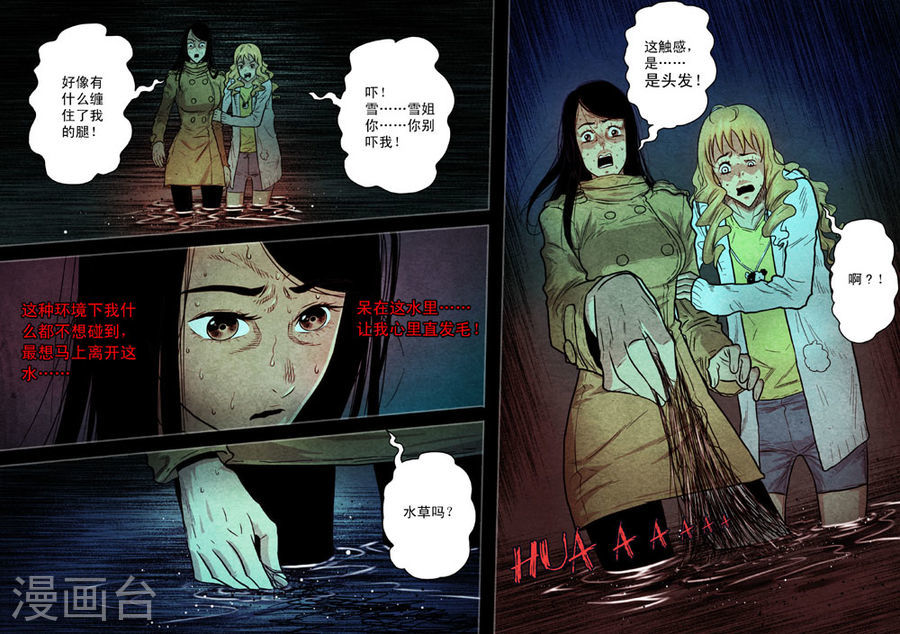 好像有
什么缠
住了我
的腿！
吓！
雪……雪姐
你……你别
吓我！
这种环境下我什
么都不想碰到，
最想马上离开这
水……
呆在这水里……
让我心里直发毛！
水草吗？
这触感，
是……
是头发！
啊？！
HUA A A A A A
漫画台